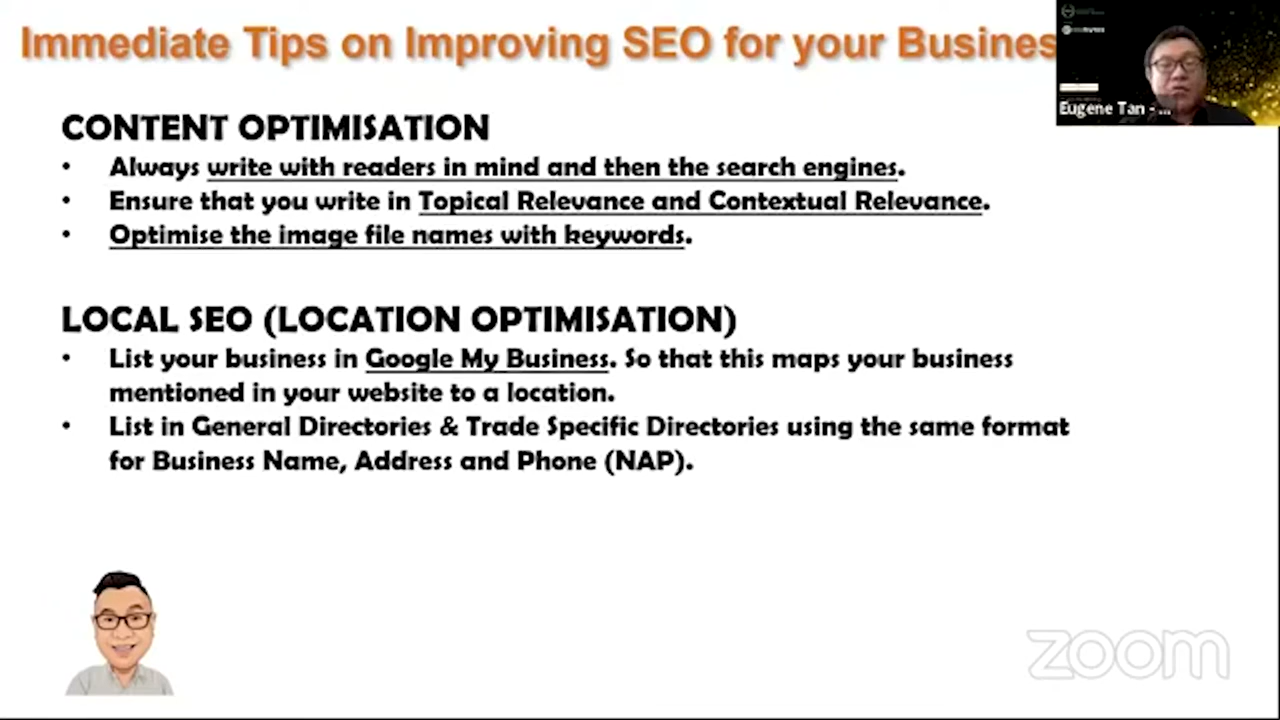 Immediate Tips on Improving SEO for your Busines
Eugene Tan - ...
CONTENT OPTIMISATION
• Always write with readers in mind and then the search engines.
• Ensure that you write in Topical Relevance and Contextual Relevance.
• Optimise the image file names with keywords.
LOCAL SEO (LOCATION OPTIMISATION)
• List your business in Google My Business. So that this maps your business
mentioned in your website to a location.
• List in General Directories & Trade Specific Directories using the same format
for Business Name, Address and Phone (NAP).
zoom